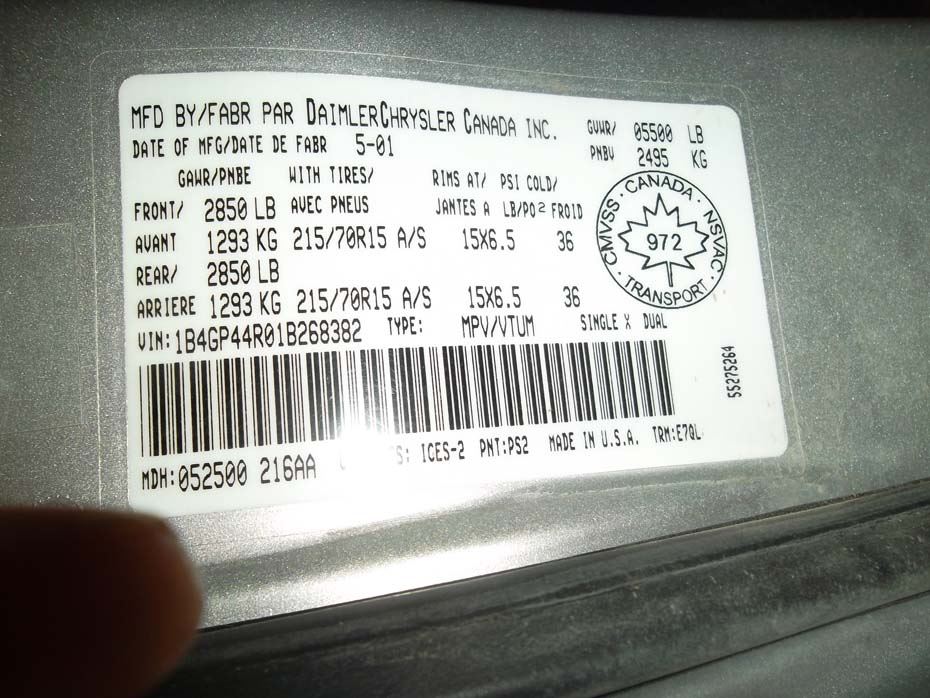 MFD BY/FABR PAR DAIMLERCHRYSLER CANADA INC.
GVWR/ 05500 LB
PNBV 2495 KG
DATE OF MFG/DATE DE FABR 5-01
GAWR/PNBE WITH TIRES/ RIMS AT/ PSI COLD/
FRONT/ 2850 LB AVEC PNEUS JANTES A LB/PO² FROID
AVANT 1293 KG 215/70R15 A/S 15X6.5 36
REAR/ 2850 LB
ARRIERE 1293 KG 215/70R15 A/S 15X6.5 36
CANADA · NSVAC · TRANSPORT · CMVSS ·
972
VIN:1B4GP44R01B268382 TYPE: MPV/VTUM SINGLE X DUAL
55275264
MDH:052500 216AA ICES-2 PNT:PS2 MADE IN U.S.A. TRM:E7QL